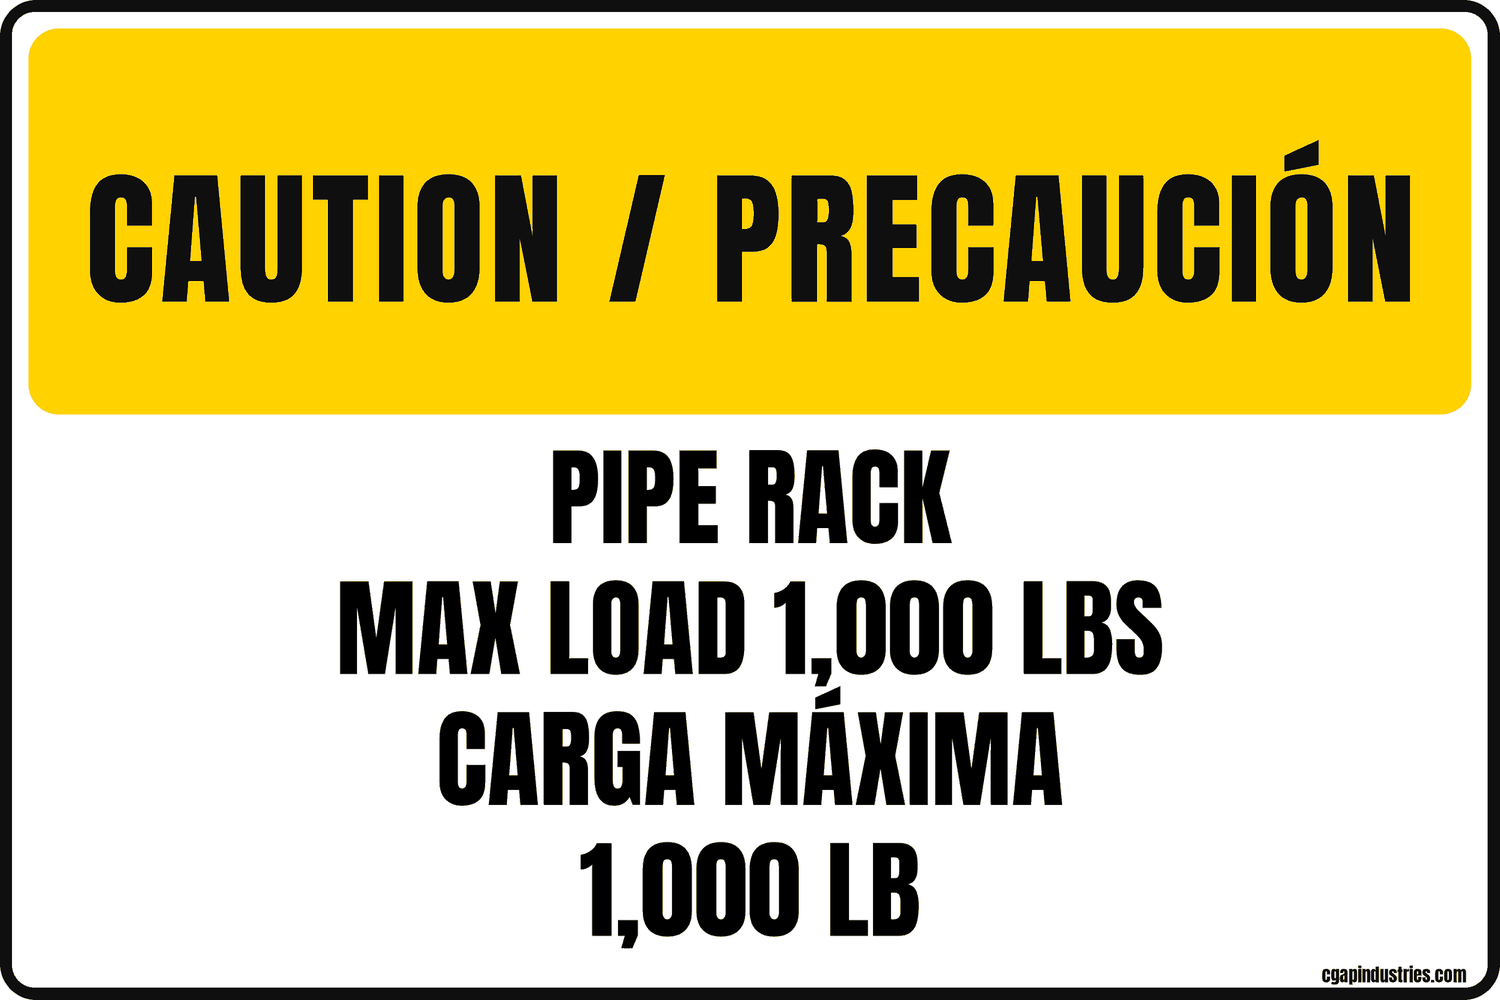 CAUTION / PRECAUCIÓN
PIPE RACK
MAX LOAD 1,000 LBS
CARGA MÁXIMA
1,000 LB
cgapindustries.com